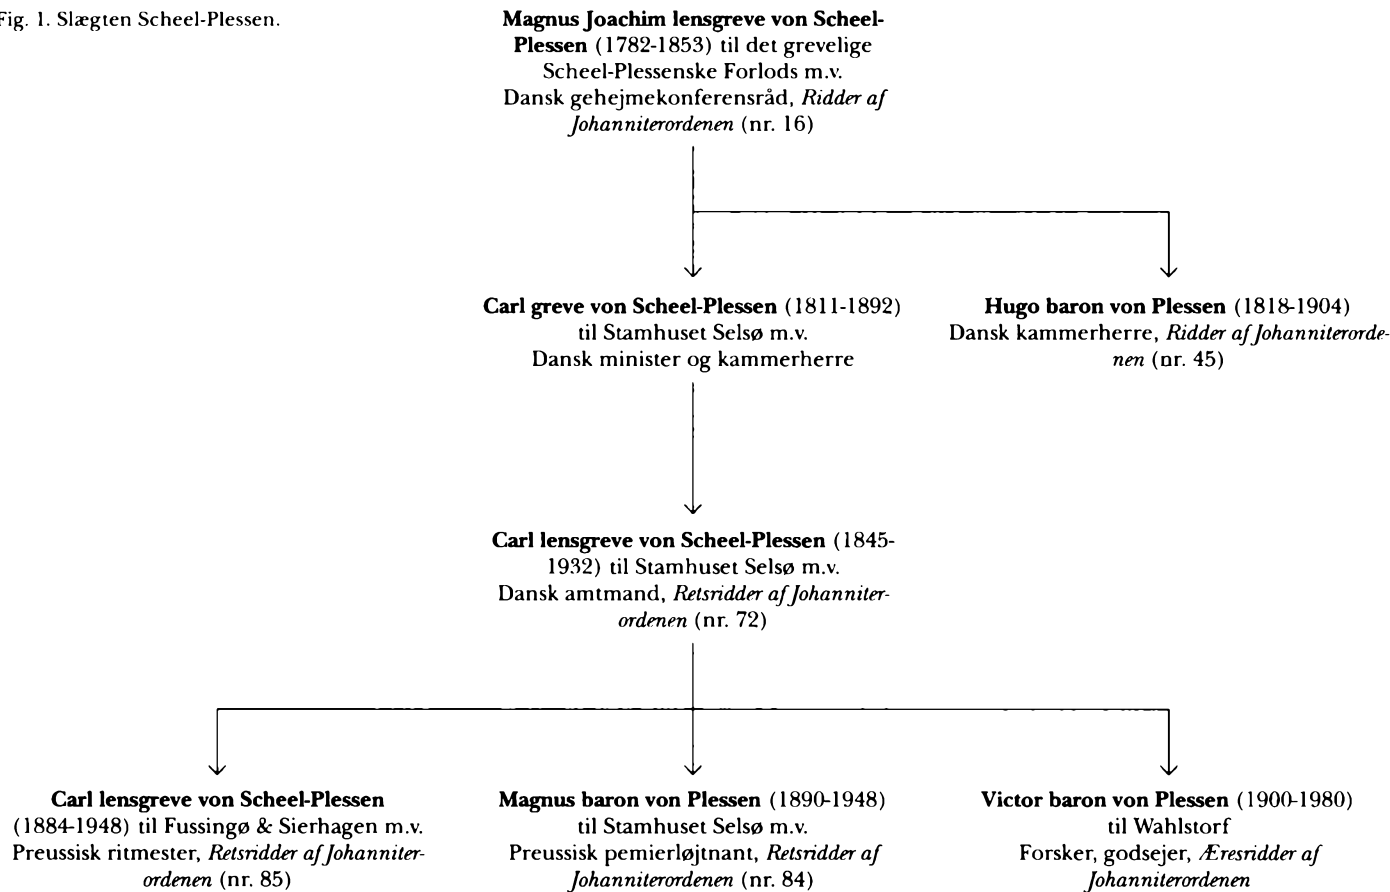 Fig. 1. Slægten Scheel-Plessen.
Magnus Joachim lensgreve von Scheel-
Plessen (1782-1853) til det grevelige
Scheel-Plessenske Forlods m.v.
Dansk gehejmekonferensråd, Ridder af
Johanniterordenen (nr. 16)
Carl greve von Scheel-Plessen (1811-1892)
til Stamhuset Selsø m.v.
Dansk minister og kammerherre
Hugo baron von Plessen (1818-1904)
Dansk kammerherre, Ridder af Johanniterorde-
nen (nr. 45)
Carl lensgreve von Scheel-Plessen (1845-
1932) til Stamhuset Selsø m.v.
Dansk amtmand, Retsridder af Johanniter-
ordenen (nr. 72)
Carl lensgreve von Scheel-Plessen
(1884-1948) til Fussingø & Sierhagen m.v.
Preussisk ritmester, Retsridder af Johanniter-
ordenen (nr. 85)
Magnus baron von Plessen (1890-1948)
til Stamhuset Selsø m.v.
Preussisk pemierløjtnant, Retsridder af
Johanniterordenen (nr. 84)
Victor baron von Plessen (1900-1980)
til Wahlstorf
Forsker, godsejer, Æresridder af
Johanniterordenen